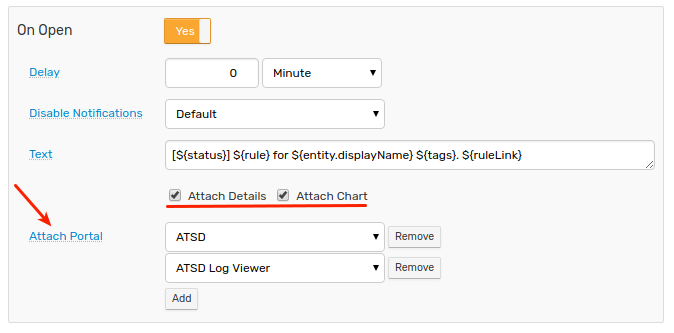 On Open Yes
Delay 0 Minute
Disable Notifications Default
Text [${status}] ${rule} for ${entity.displayName} ${tags}. ${ruleLink}
Attach Details Attach Chart
Attach Portal ATSD Remove
ATSD Log Viewer Remove
Add